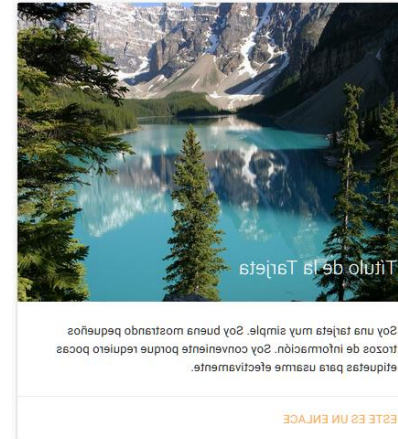 Título de la Tarjeta
Soy una tarjeta muy simple. Soy buena mostrando pequeños
trozos de información. Soy conveniente porque requiero pocas
etiquetas para usarme efectivamente.
ESTE ES UN ENLACE